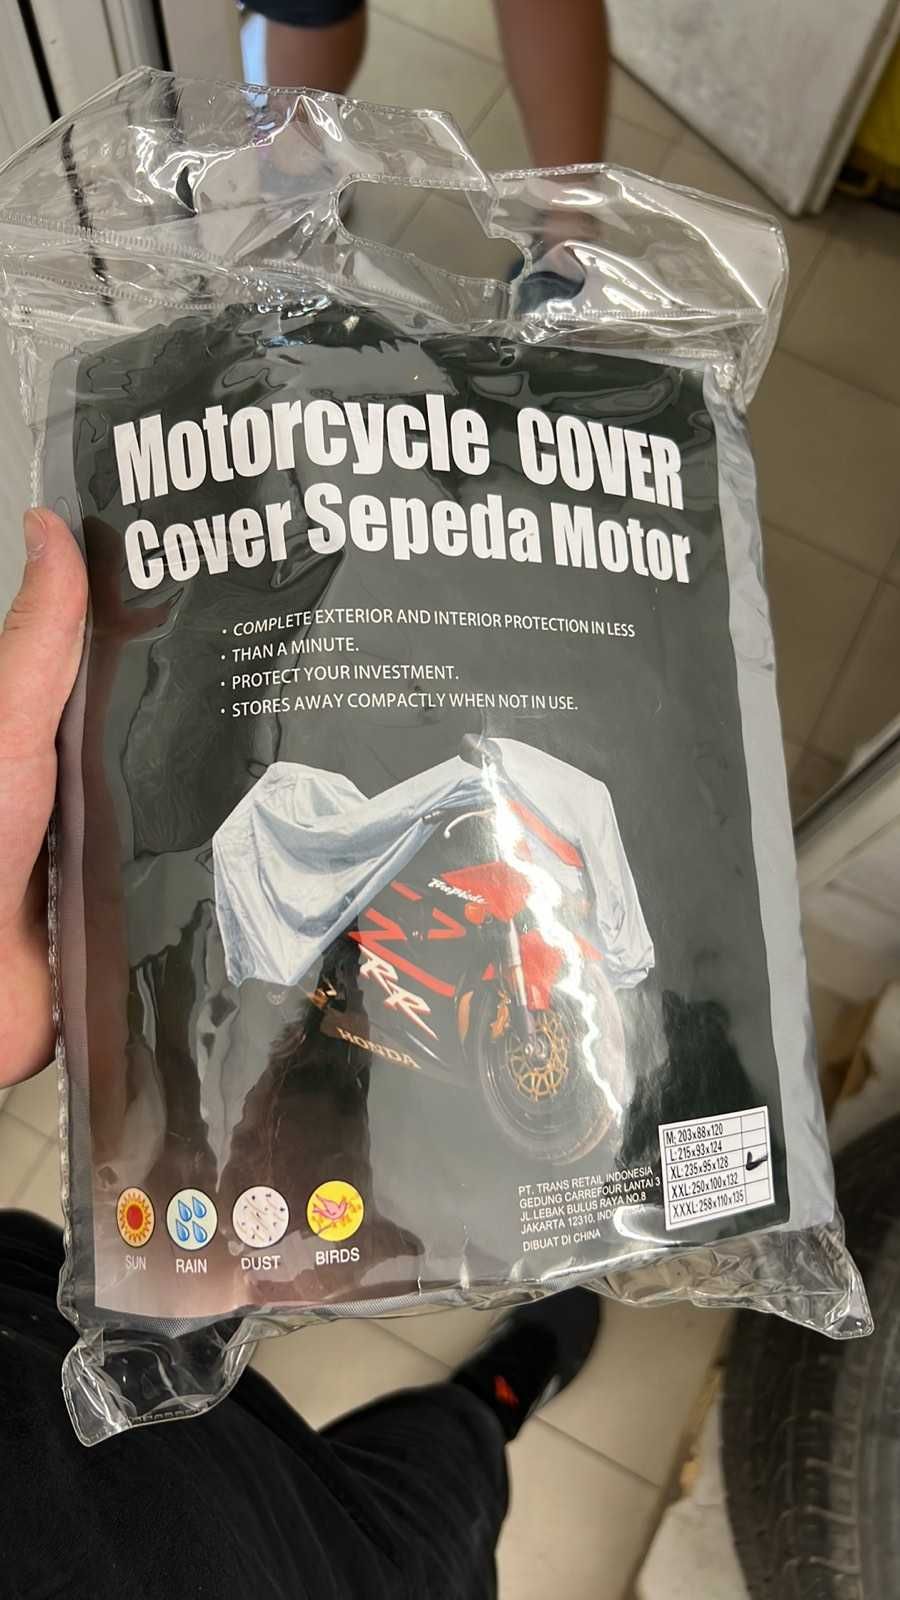 Motorcycle COVER
Cover Sepeda Motor
• COMPLETE EXTERIOR AND INTERIOR PROTECTION IN LESS
• THAN A MINUTE.
• PROTECT YOUR INVESTMENT.
• STORES AWAY COMPACTLY WHEN NOT IN USE.
RR
HONDA
M: 203x88x120
L: 215x93x124
XL: 235x95x128
XXL: 250x100x132
XXXL: 258x110x135
PT. TRANS RETAIL INDONESIA
GEDUNG CARREFOUR LANTAI 3
JL. LEBAK BULUS RAYA NO.8
JAKARTA 12310, INDONESIA
DIBUAT DI CHINA
SUN
RAIN
DUST
BIRDS